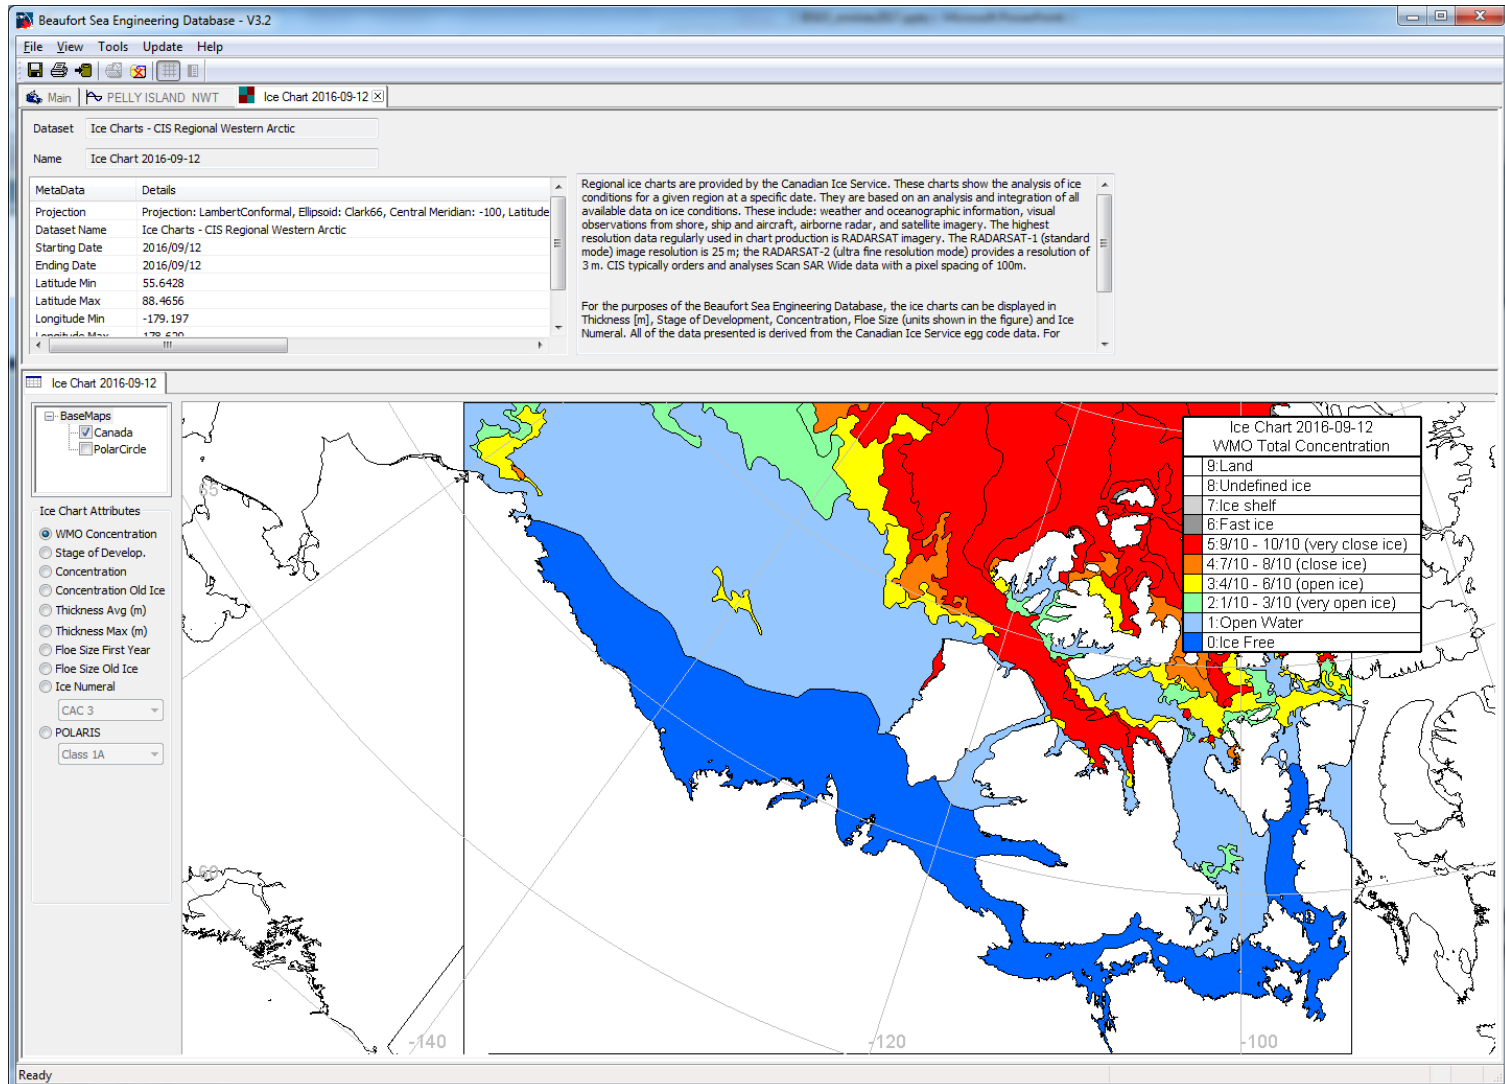 Beaufort Sea Engineering Database - V3.2
File View Tools Update Help
Main PELLY ISLAND NWT Ice Chart 2016-09-12
Dataset Ice Charts - CIS Regional Western Arctic
Name Ice Chart 2016-09-12
MetaData Details
Projection Projection: LambertConformal, Ellipsoid: Clark66, Central Meridian: -100, Latitude
Dataset Name Ice Charts - CIS Regional Western Arctic
Starting Date 2016/09/12
Ending Date 2016/09/12
Latitude Min 55.6428
Latitude Max 88.4656
Longitude Min -179.197
Longitude Max 178.629
Regional ice charts are provided by the Canadian Ice Service. These charts show the analysis of ice
conditions for a given region at a specific date. They are based on an analysis and integration of all
available data on ice conditions. These include: weather and oceanographic information, visual
observations from shore, ship and aircraft, airborne radar, and satellite imagery. The highest
resolution data regularly used in chart production is RADARSAT imagery. The RADARSAT-1 (standard
mode) image resolution is 25 m; the RADARSAT-2 (ultra fine resolution mode) provides a resolution of
3 m. CIS typically orders and analyses Scan SAR Wide data with a pixel spacing of 100m.
For the purposes of the Beaufort Sea Engineering Database, the ice charts can be displayed in
Thickness [m], Stage of Development, Concentration, Floe Size (units shown in the figure) and Ice
Numeral. All of the data presented is derived from the Canadian Ice Service egg code data. For
Ice Chart 2016-09-12
BaseMaps
Canada
PolarCircle
Ice Chart Attributes
WMO Concentration
Stage of Develop.
Concentration
Concentration Old Ice
Thickness Avg (m)
Thickness Max (m)
Floe Size First Year
Floe Size Old Ice
Ice Numeral
CAC 3
POLARIS
Class 1A
Ice Chart 2016-09-12
WMO Total Concentration
9:Land
8:Undefined ice
7:Ice shelf
6:Fast ice
5:9/10 - 10/10 (very close ice)
4:7/10 - 8/10 (close ice)
3:4/10 - 6/10 (open ice)
2:1/10 - 3/10 (very open ice)
1:Open Water
0:Ice Free
65
60
-140
-120
-100
Ready